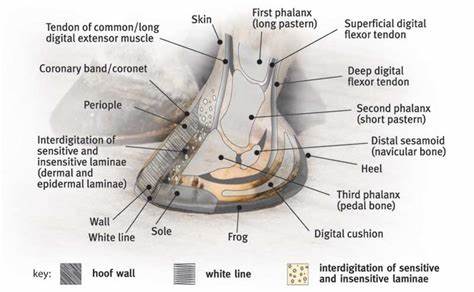 Skin
First phalanx
(long pastern)
Tendon of common/long
digital extensor muscle
Superficial digital
flexor tendon
Coronary band/coronet
Deep digital
flexor tendon
Periople
Second phalanx
(short pastern)
Interdigitation of
sensitive and
insensitive laminae
(dermal and
epidermal laminae)
Distal sesamoid
(navicular bone)
Heel
Third phalanx
(pedal bone)
Wall
White line
Sole
Frog
Digital cushion
key:
hoof wall
white line
interdigitation of sensitive
and insensitive laminae